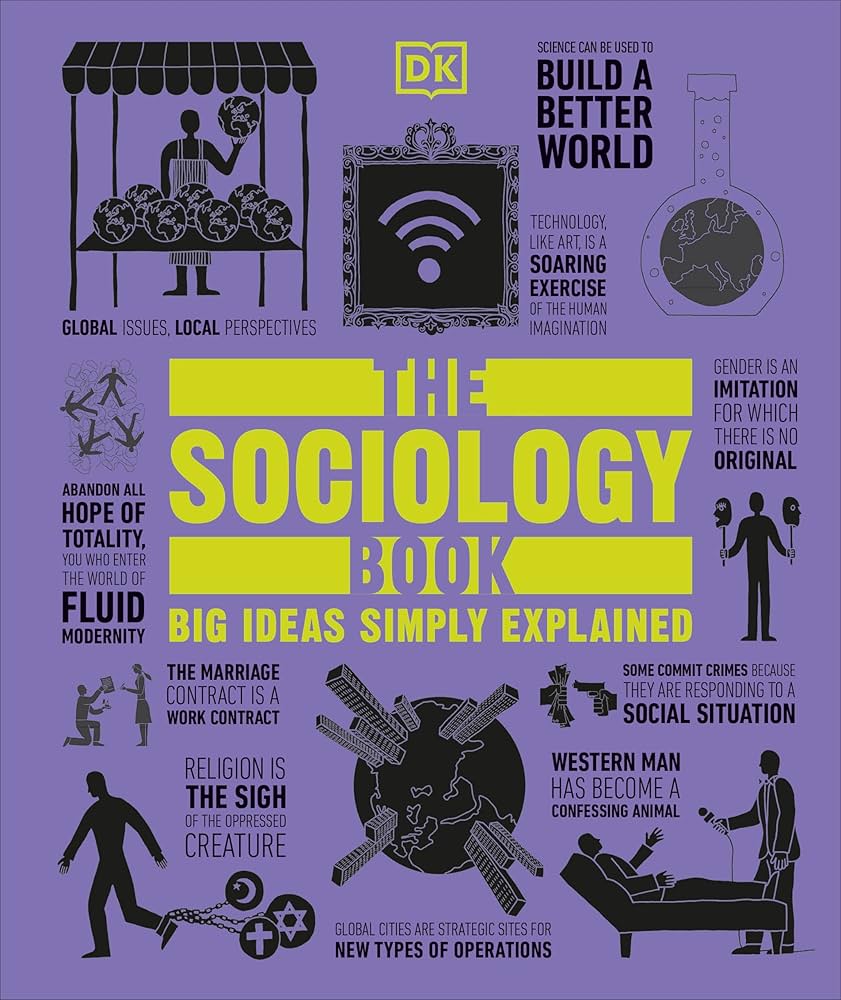 DK
SCIENCE CAN BE USED TO
BUILD A
BETTER
WORLD
TECHNOLOGY,
LIKE ART, IS A
SOARING
EXERCISE
OF THE HUMAN
IMAGINATION
GLOBAL ISSUES, LOCAL PERSPECTIVES
THE
SOCIOLOGY
BOOK
BIG IDEAS SIMPLY EXPLAINED
GENDER IS AN
IMITATION
FOR WHICH
THERE IS NO
ORIGINAL
ABANDON ALL
HOPE OF
TOTALITY,
YOU WHO ENTER
THE WORLD OF
FLUID
MODERNITY
THE MARRIAGE
CONTRACT IS A
WORK CONTRACT
SOME COMMIT CRIMES BECAUSE
THEY ARE RESPONDING TO A
SOCIAL SITUATION
RELIGION IS
THE SIGH
OF THE OPPRESSED
CREATURE
WESTERN MAN
HAS BECOME A
CONFESSING ANIMAL
GLOBAL CITIES ARE STRATEGIC SITES FOR
NEW TYPES OF OPERATIONS